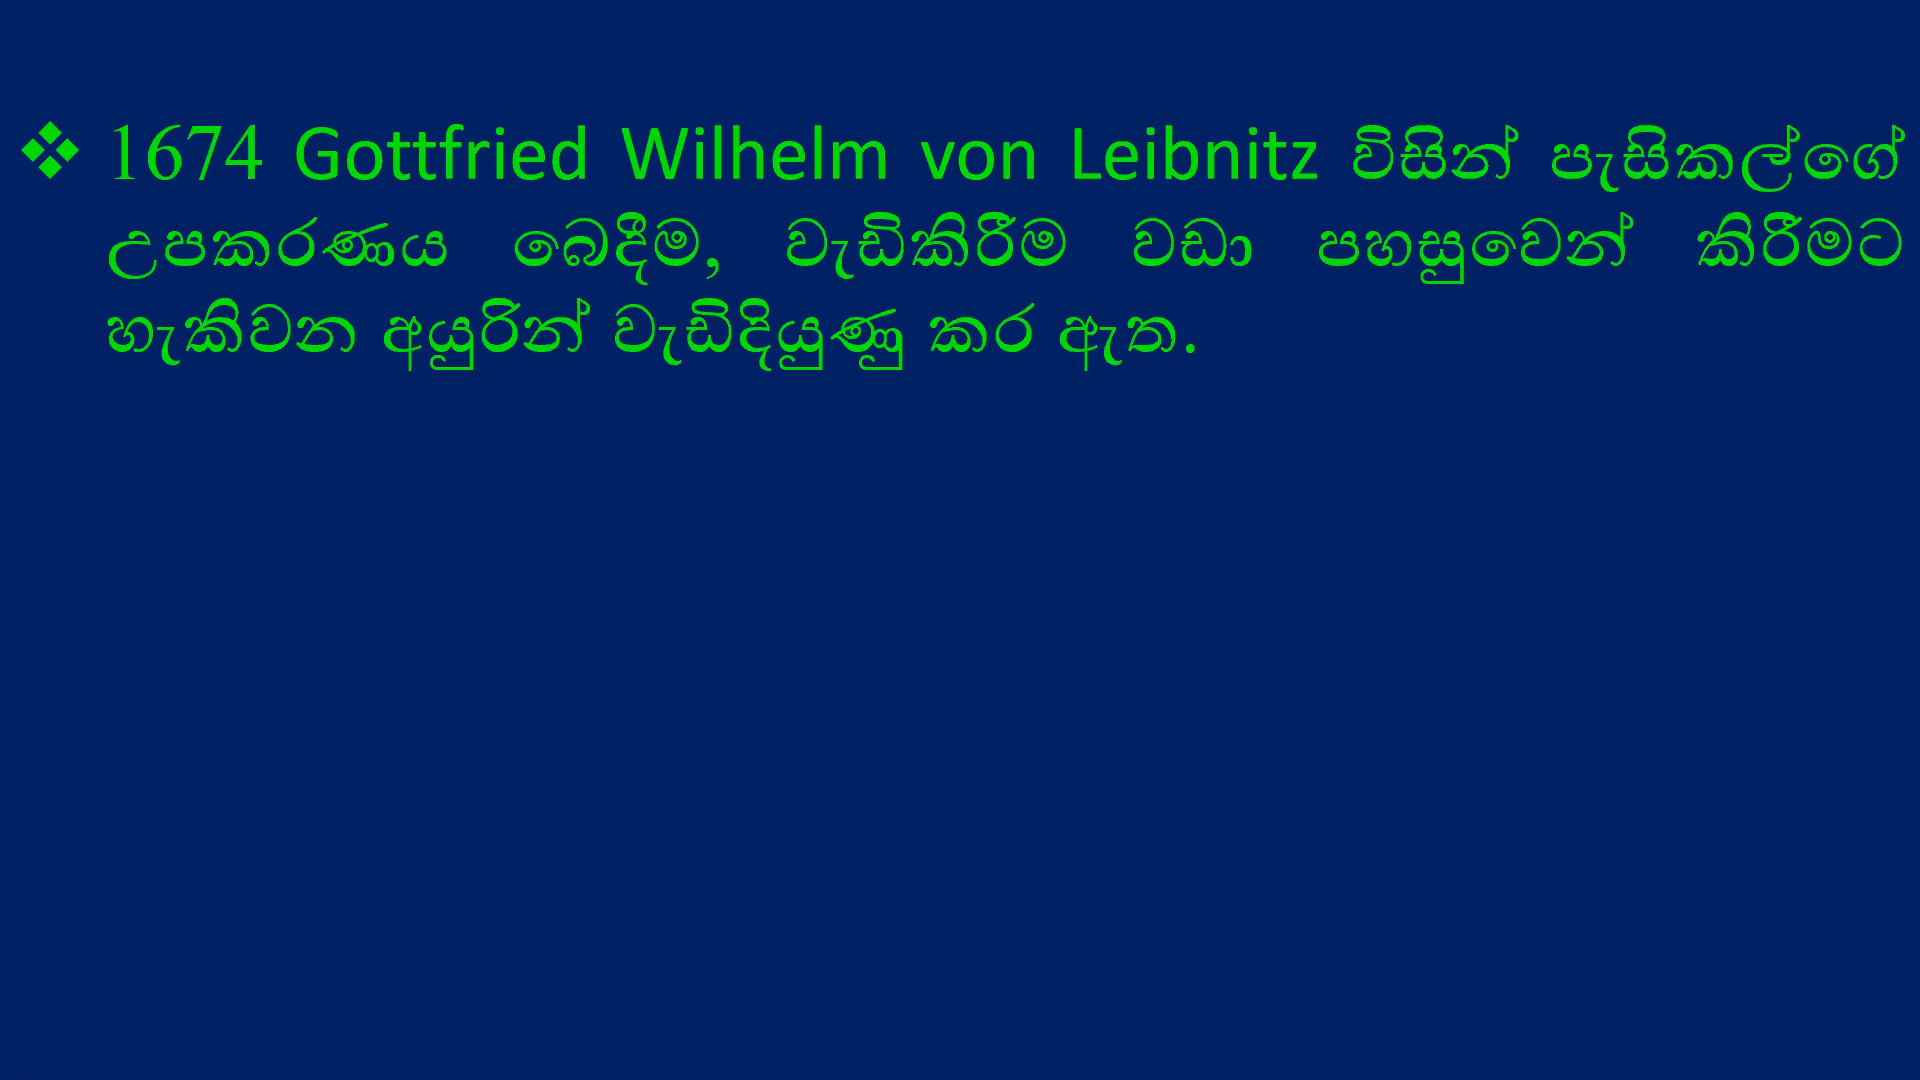 ❖ 1674 Gottfried Wilhelm von Leibnitz විසින් පැසිකල්ගේ
උපකරණය බෙදීම, වැඩිකිරීම වඩා පහසුවෙන් කිරීමට
හැකිවන අයුරින් වැඩිදියුණු කර ඇත.